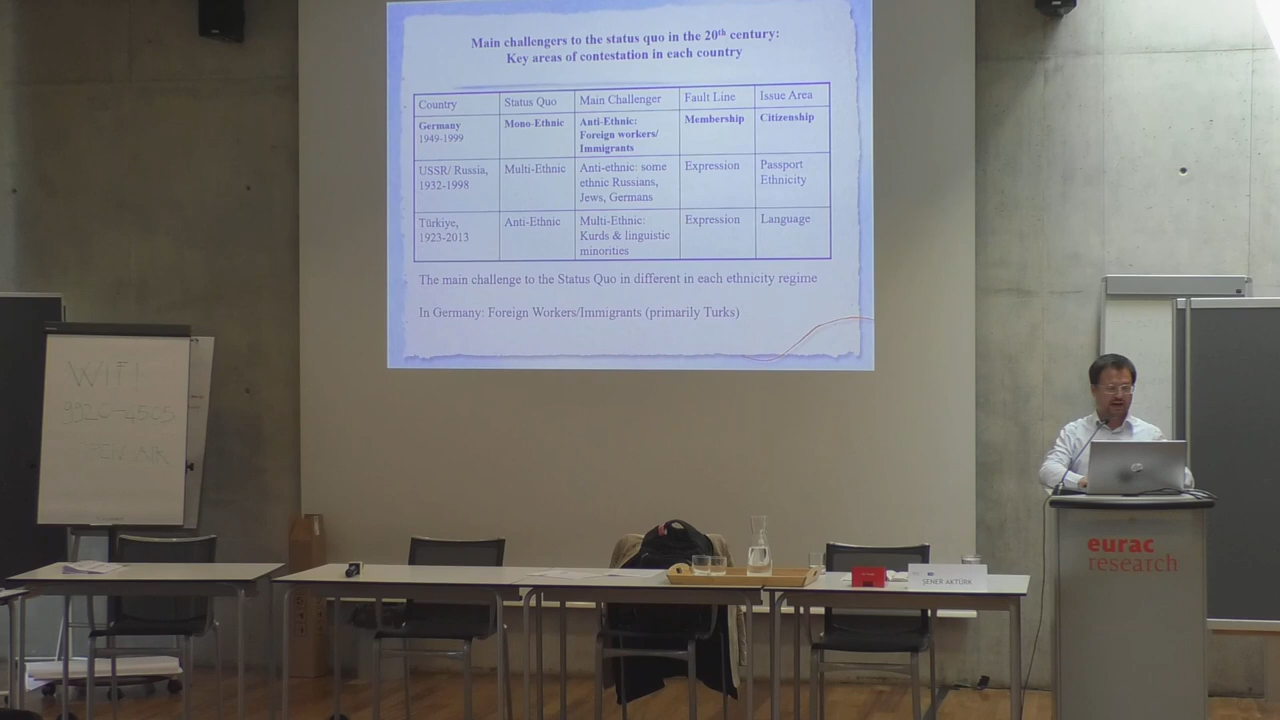 Main challengers to the status quo in the 20th century:
Key areas of contestation in each country
Country
Status Quo
Main Challenger
Fault Line
Issue Area
Germany
1949-1999
Mono-Ethnic
Anti-Ethnic:
Foreign workers/
Immigrants
Membership
Citizenship
USSR/ Russia,
1932-1998
Multi-Ethnic
Anti-ethnic: some
ethnic Russians,
Jews, Germans
Expression
Passport
Ethnicity
Türkiye,
1923-2013
Anti-Ethnic
Multi-Ethnic:
Kurds & linguistic
minorities
Expression
Language
The main challenge to the Status Quo in different in each ethnicity regime
In Germany: Foreign Workers/Immigrants (primarily Turks)
WIFI
eurac
research
ŞENER AKTÜRK